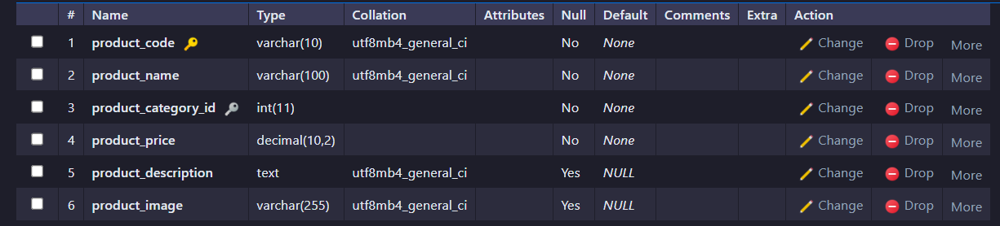 # Name Type Collation Attributes Null Default Comments Extra Action
1 product_code varchar(10) utf8mb4_general_ci No None Change Drop More
2 product_name varchar(100) utf8mb4_general_ci No None Change Drop More
3 product_category_id int(11) No None Change Drop More
4 product_price decimal(10,2) No None Change Drop More
5 product_description text utf8mb4_general_ci Yes NULL Change Drop More
6 product_image varchar(255) utf8mb4_general_ci Yes NULL Change Drop More